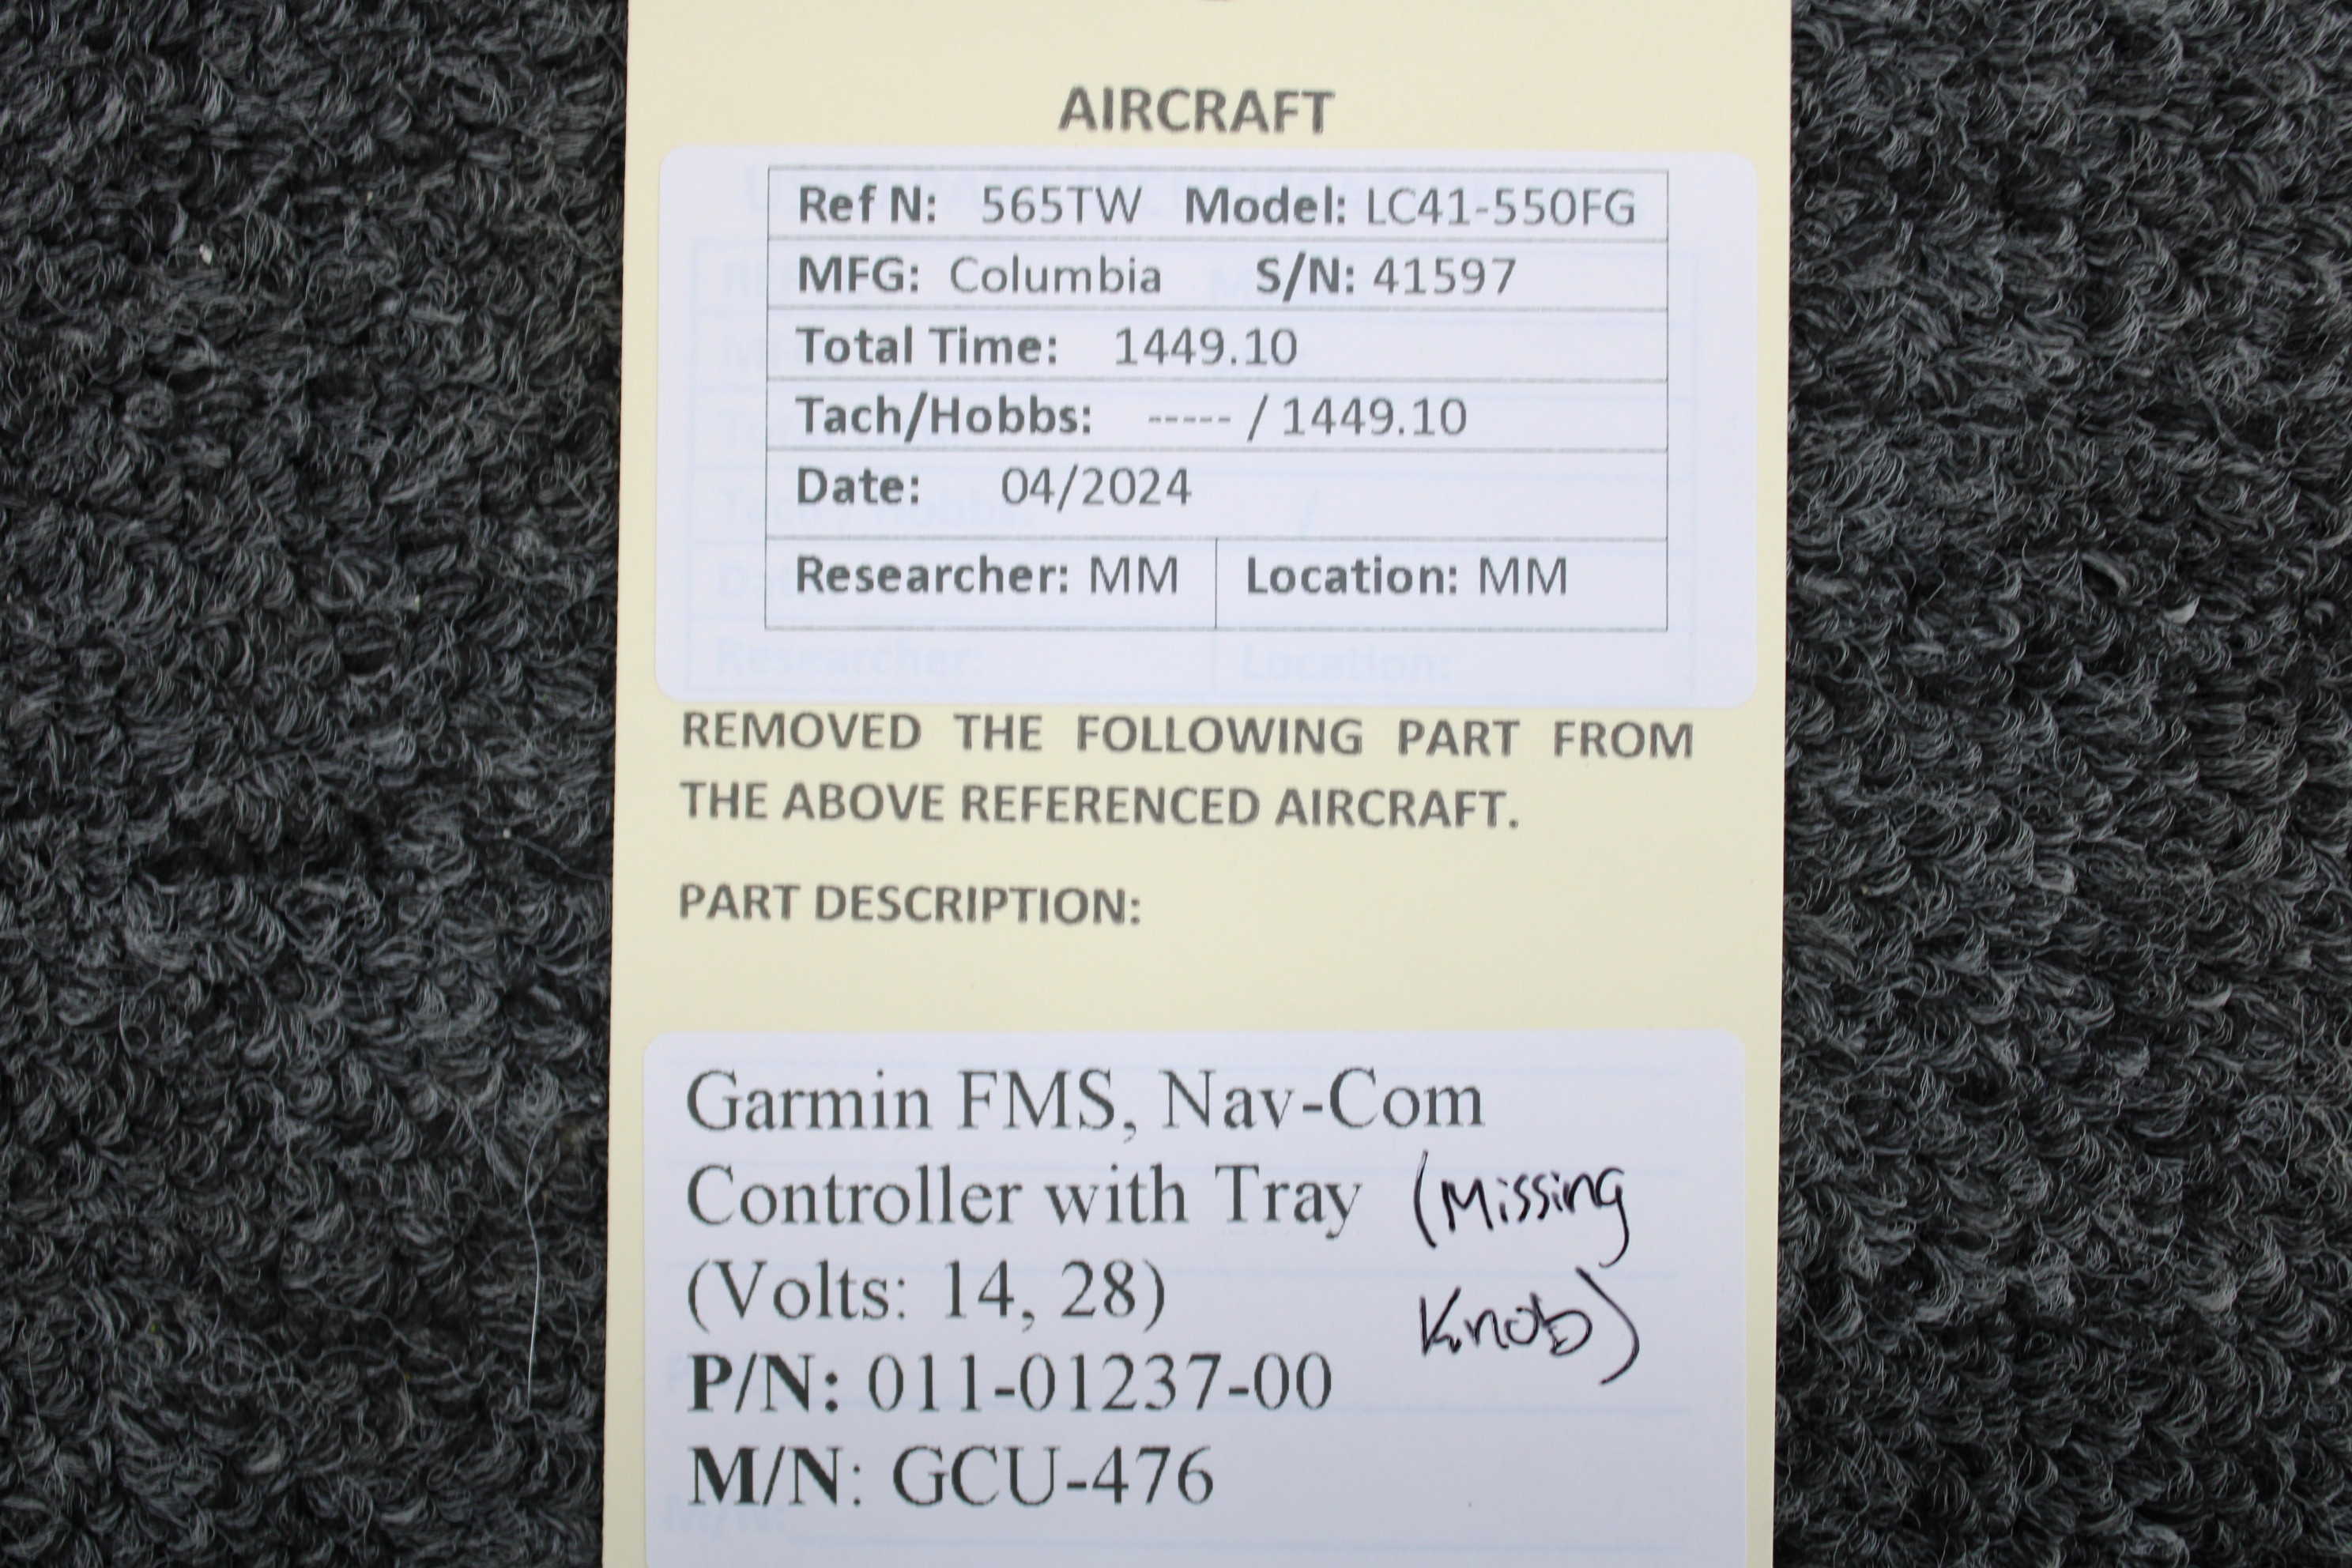 AIRCRAFT
Ref N: 565TW Model: LC41-550FG
MFG: Columbia S/N: 41597
Total Time: 1449.10
Tach/Hobbs: ----- / 1449.10
Date: 04/2024
Researcher: MM Location: MM
Researcher: Location:
REMOVED THE FOLLOWING PART FROM
THE ABOVE REFERENCED AIRCRAFT.
PART DESCRIPTION:
Garmin FMS, Nav-Com
Controller with Tray (Missing
(Volts: 14, 28) Knob)
P/N: 011-01237-00
M/N: GCU-476